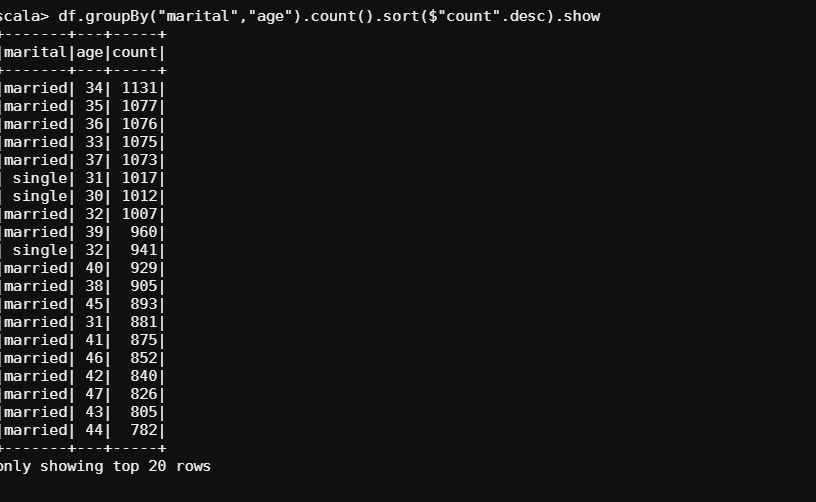 scala> df.groupBy("marital","age").count().sort($"count".desc).show
+-------+---+-----+
|marital|age|count|
+-------+---+-----+
|married| 34| 1131|
|married| 35| 1077|
|married| 36| 1076|
|married| 33| 1075|
|married| 37| 1073|
| single| 31| 1017|
| single| 30| 1012|
|married| 32| 1007|
|married| 39|  960|
| single| 32|  941|
|married| 40|  929|
|married| 38|  905|
|married| 45|  893|
|married| 31|  881|
|married| 41|  875|
|married| 46|  852|
|married| 42|  840|
|married| 47|  826|
|married| 43|  805|
|married| 44|  782|
+-------+---+-----+
only showing top 20 rows